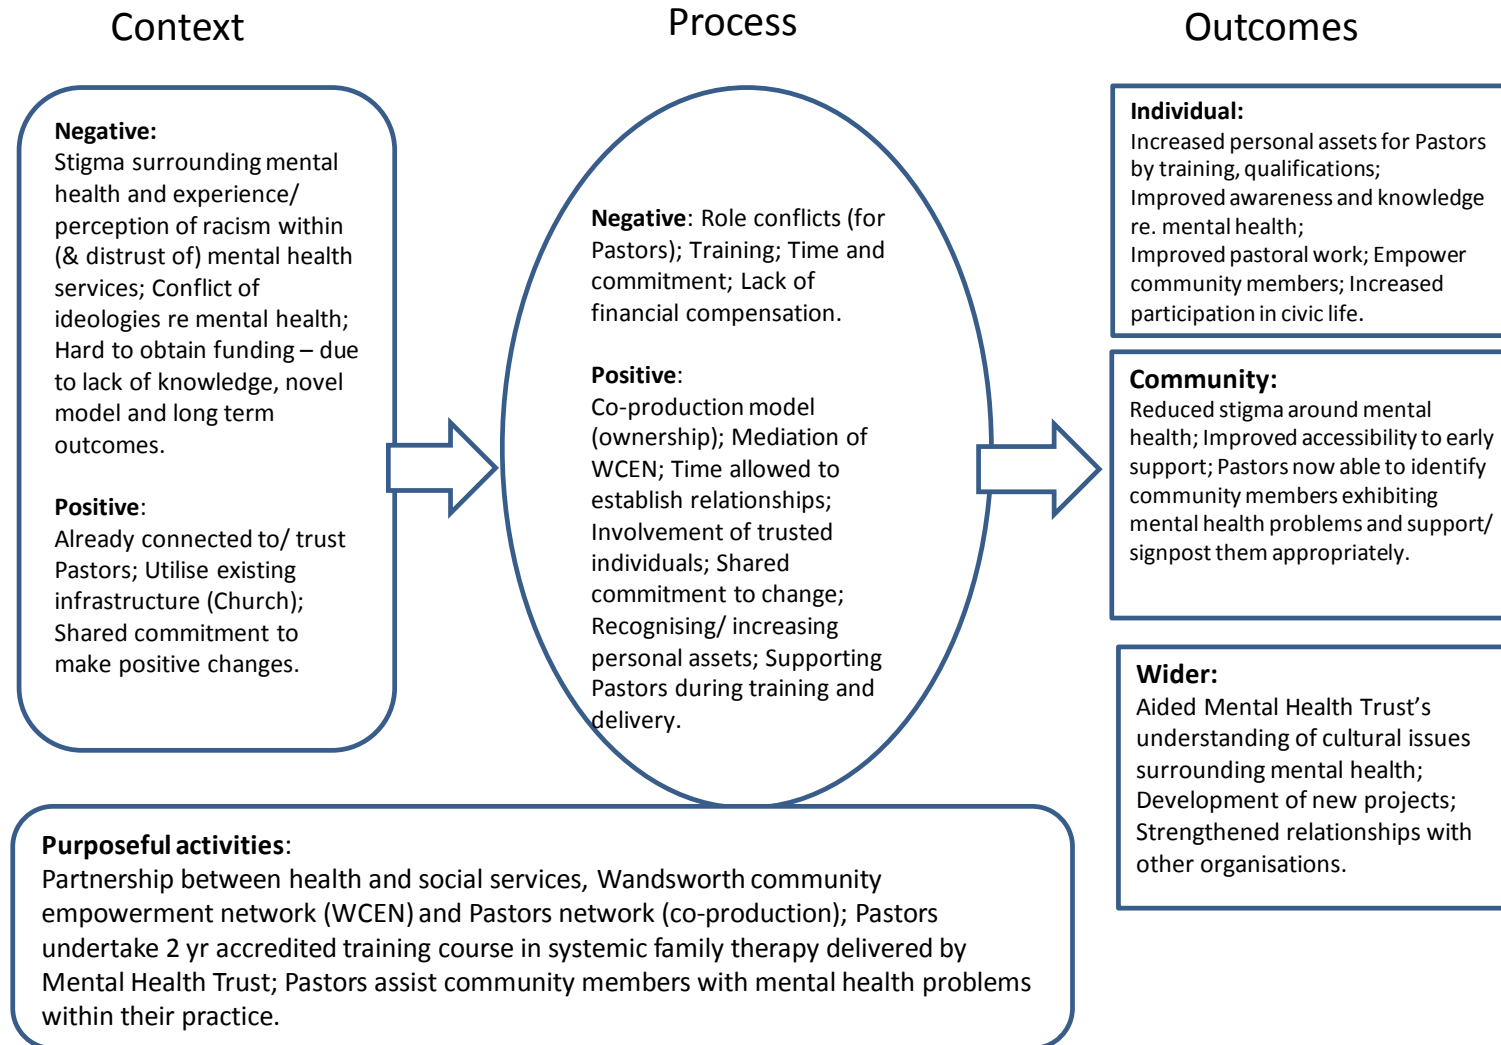 Context
Process
Outcomes
Negative:
Stigma surrounding mental
health and experience/
perception of racism within
(& distrust of) mental health
services; Conflict of
ideologies re mental health;
Hard to obtain funding – due
to lack of knowledge, novel
model and long term
outcomes.
Positive:
Already connected to/ trust
Pastors; Utilise existing
infrastructure (Church);
Shared commitment to
make positive changes.
Negative: Role conflicts (for
Pastors); Training; Time and
commitment; Lack of
financial compensation.
Positive:
Co-production model
(ownership); Mediation of
WCEN; Time allowed to
establish relationships;
Involvement of trusted
individuals; Shared
commitment to change;
Recognising/ increasing
personal assets; Supporting
Pastors during training and
delivery.
Individual:
Increased personal assets for Pastors
by training, qualifications;
Improved awareness and knowledge
re. mental health;
Improved pastoral work; Empower
community members; Increased
participation in civic life.
Community:
Reduced stigma around mental
health; Improved accessibility to early
support; Pastors now able to identify
community members exhibiting
mental health problems and support/
signpost them appropriately.
Wider:
Aided Mental Health Trust’s
understanding of cultural issues
surrounding mental health;
Development of new projects;
Strengthened relationships with
other organisations.
Purposeful activities:
Partnership between health and social services, Wandsworth community
empowerment network (WCEN) and Pastors network (co-production); Pastors
undertake 2 yr accredited training course in systemic family therapy delivered by
Mental Health Trust; Pastors assist community members with mental health problems
within their practice.